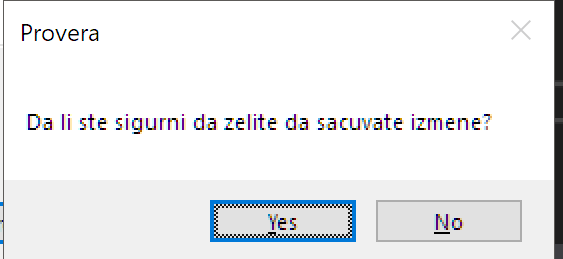 Provera
Da li ste sigurni da zelite da sacuvate izmene?
Yes
No